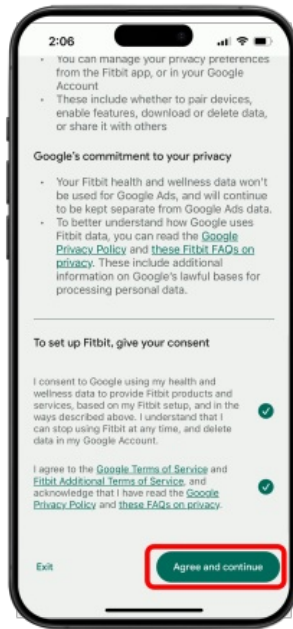 2:06
• You can manage your privacy preferences
from the Fitbit app, or in your Google
Account
• These include whether to pair devices,
enable features, download or delete data,
or share it with others
Google's commitment to your privacy
• Your Fitbit health and wellness data won't
be used for Google Ads, and will continue
to be kept separate from Google Ads data.
• To better understand how Google uses
Fitbit data, you can read the Google
Privacy Policy and these Fitbit FAQs on
privacy. These include additional
information on Google's lawful bases for
processing personal data.
To set up Fitbit, give your consent
I consent to Google using my health and
wellness data to provide Fitbit products and
services, based on my Fitbit setup, and in the
ways described above. I understand that I
can stop using Fitbit at any time, and delete
data in my Google Account.
I agree to the Google Terms of Service and
Fitbit Additional Terms of Service, and
acknowledge that I have read the Google
Privacy Policy and these FAQs on privacy.
Exit
Agree and continue